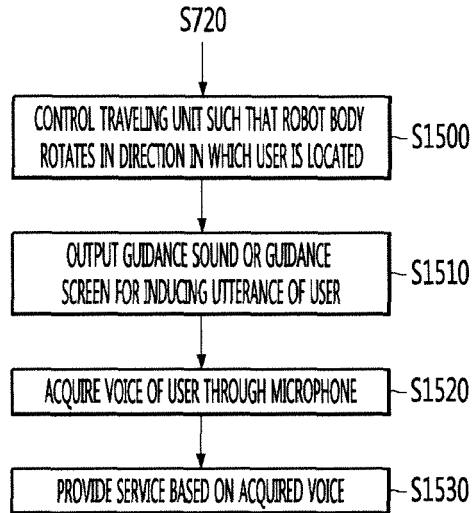 S720
CONTROL TRAVELING UNIT SUCH THAT ROBOT BODY
ROTATES IN DIRECTION IN WHICH USER IS LOCATED
S1500
OUTPUT GUIDANCE SOUND OR GUIDANCE
SCREEN FOR INDUCING UTTERANCE OF USER
S1510
ACQUIRE VOICE OF USER THROUGH MICROPHONE
S1520
PROVIDE SERVICE BASED ON ACQUIRED VOICE
S1530